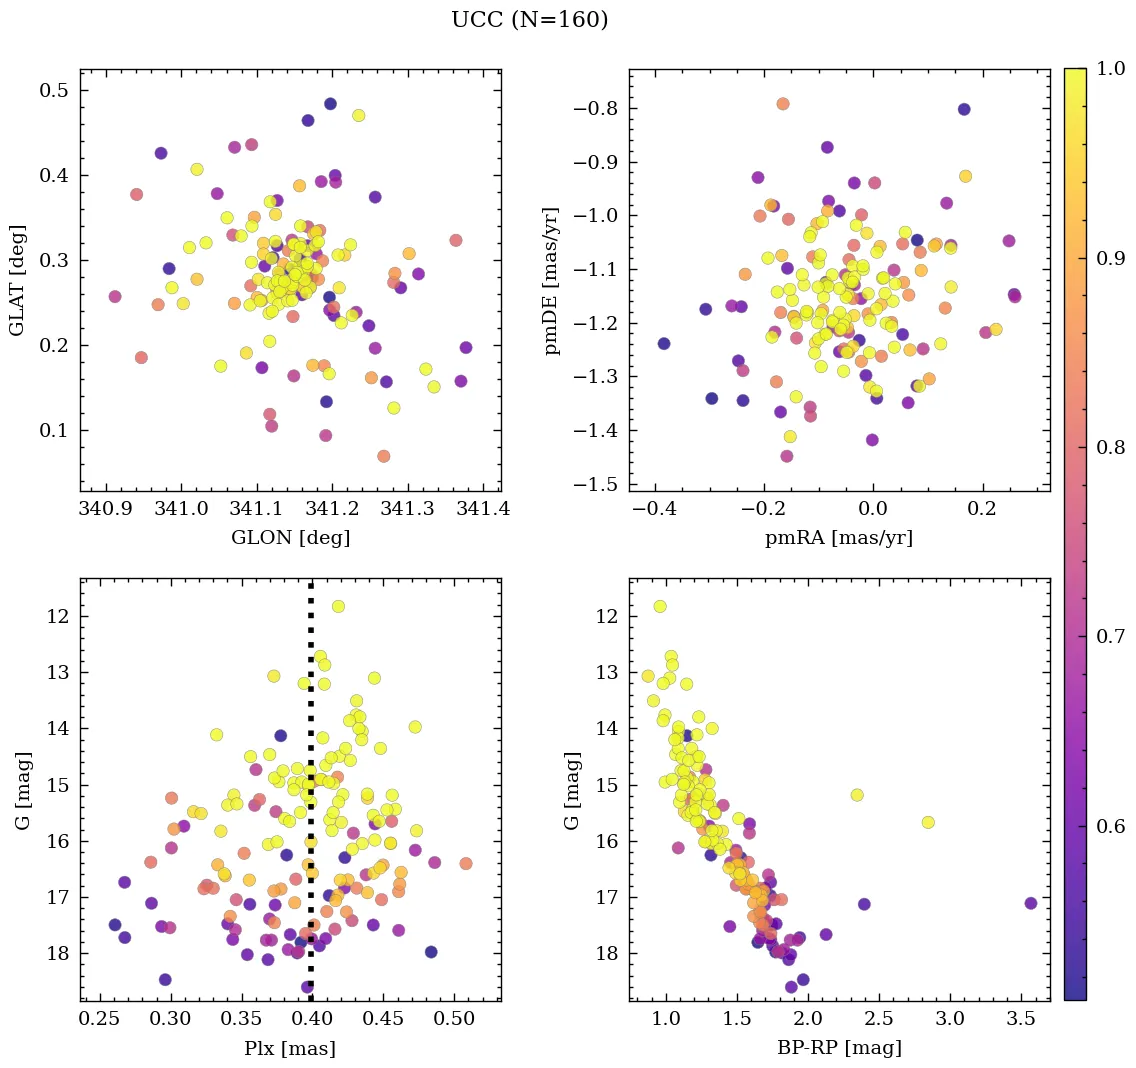 UCC (N=160)
0.5
0.4
0.3
0.2
0.1
GLAT [deg]
340.9 341.0 341.1 341.2 341.3 341.4
GLON [deg]
−0.8
−0.9
−1.0
−1.1
−1.2
−1.3
−1.4
−1.5
pmDE [mas/yr]
−0.4 −0.2 0.0 0.2
pmRA [mas/yr]
1.0
0.9
0.8
0.7
0.6
12
13
14
15
16
17
18
G [mag]
0.25 0.30 0.35 0.40 0.45 0.50
Plx [mas]
12
13
14
15
16
17
18
G [mag]
1.0 1.5 2.0 2.5 3.0 3.5
BP-RP [mag]